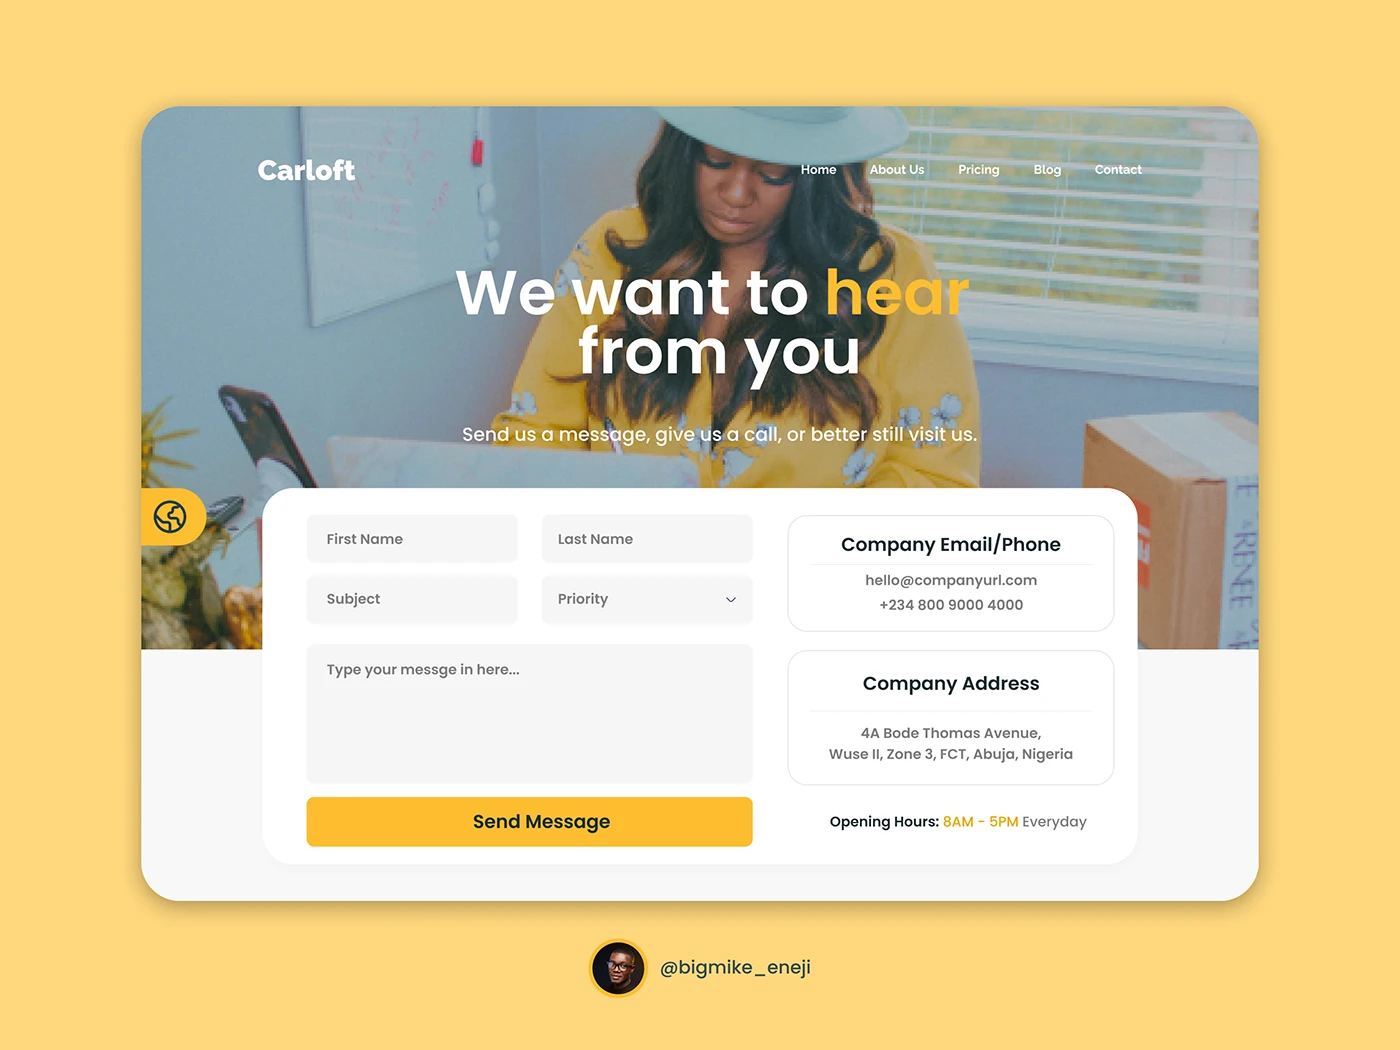 Carloft
Home About Us Pricing Blog Contact
We want to hear
from you
Send us a message, give us a call, or better still visit us.
First Name
Last Name
Subject
Priority
Type your messge in here...
Send Message
Company Email/Phone
hello@companyurl.com
+234 800 9000 4000
Company Address
4A Bode Thomas Avenue,
Wuse II, Zone 3, FCT, Abuja, Nigeria
Opening Hours: 8AM - 5PM Everyday
@bigmike_eneji